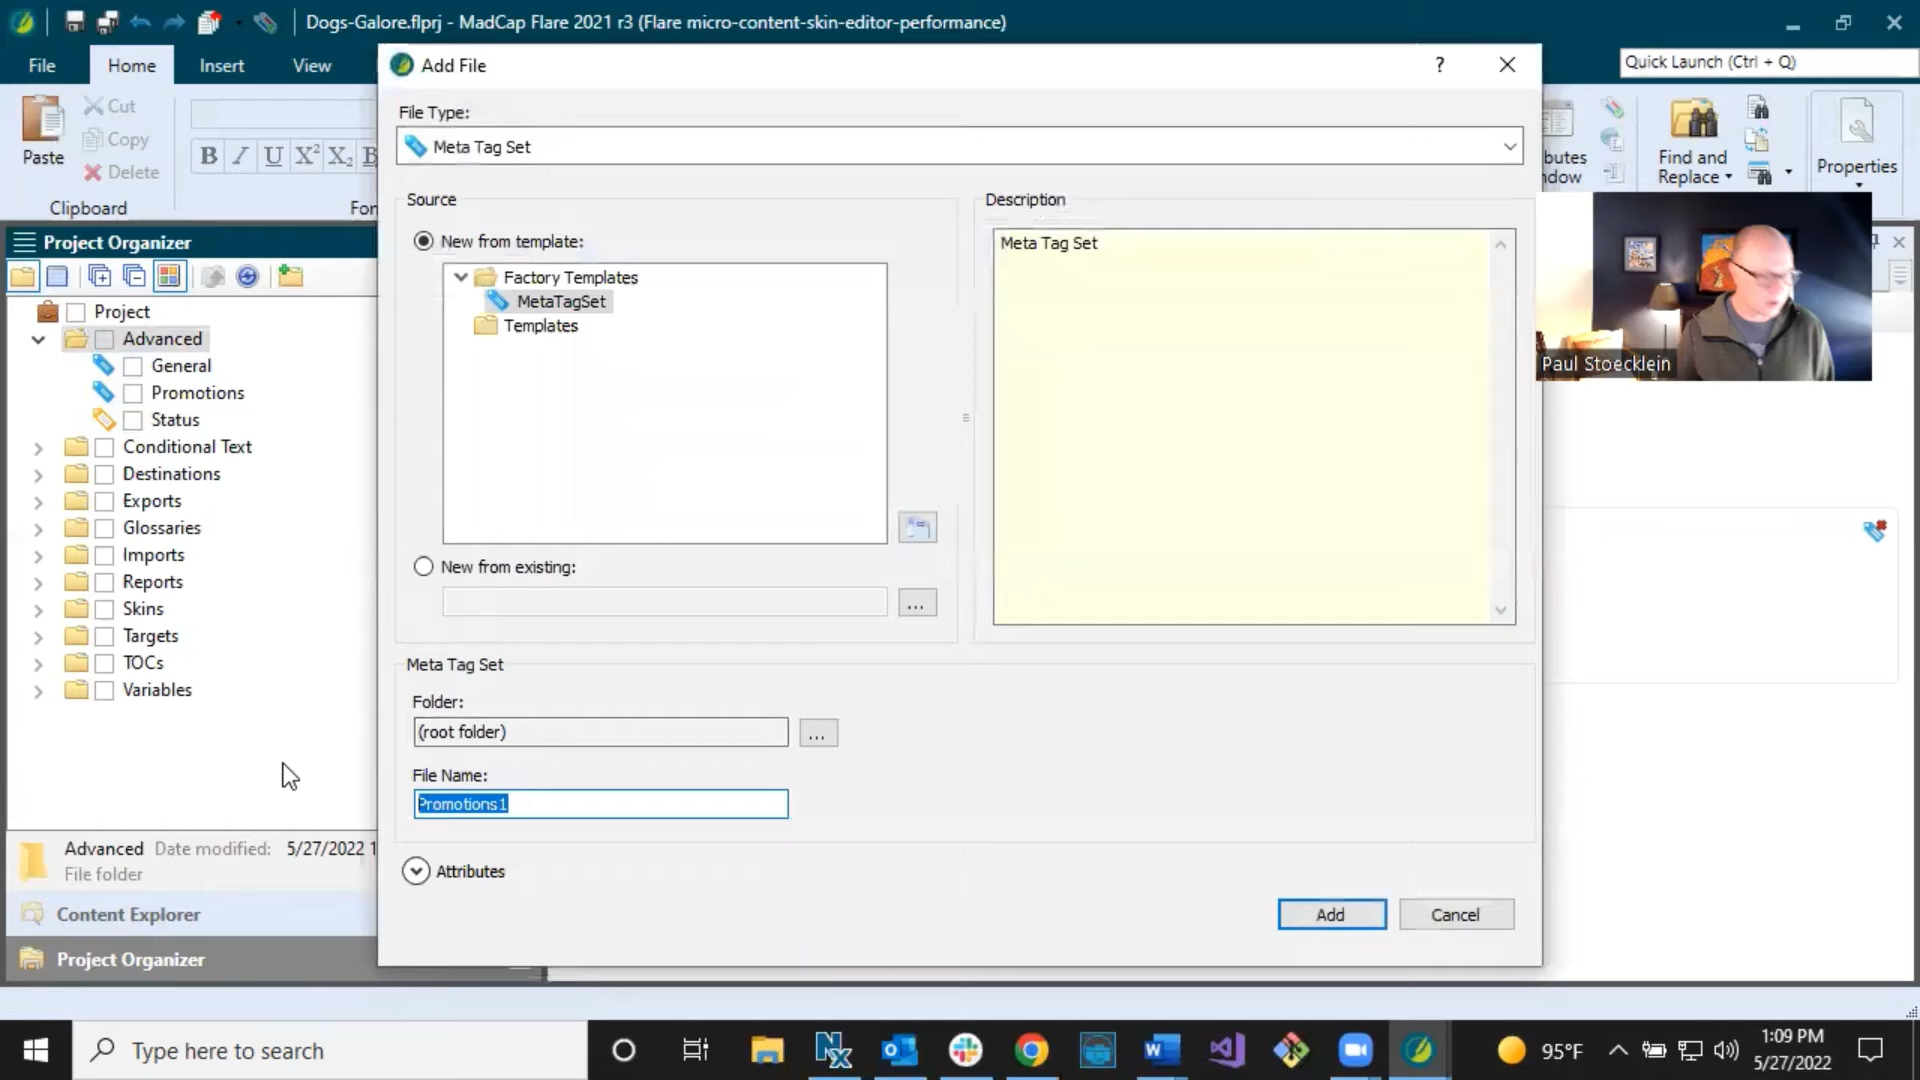 Dogs-Galore.flprj - MadCap Flare 2021 r3 (Flare micro-content-skin-editor-performance)
File
Home
Insert
View
Quick Launch (Ctrl + Q)
Paste
Cut
Copy
Delete
Clipboard
B I U X² X₂ B
Fon
butes
ndow
Find and
Replace
Properties
Add File
?
File Type:
Meta Tag Set
Source
New from template:
Factory Templates
MetaTagSet
Templates
New from existing:
...
Description
Meta Tag Set
Meta Tag Set
Folder:
(root folder)
...
File Name:
Promotions1
Attributes
Add
Cancel
Paul Stoecklein
Project Organizer
Project
Advanced
General
Promotions
Status
Conditional Text
Destinations
Exports
Glossaries
Imports
Reports
Skins
Targets
TOCs
Variables
Advanced Date modified: 5/27/2022 1
File folder
Content Explorer
Project Organizer
Type here to search
95°F
1:09 PM
5/27/2022